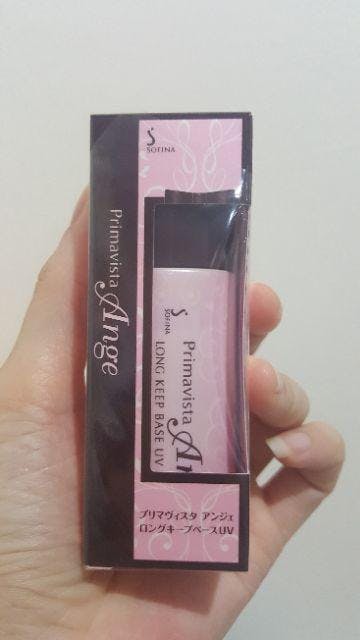 S
SOFINA
Primavista
Ange
S
SOFINA
Primavista
An
LONG KEEP BASE UV
プリマヴィスタ アンジェ
ロングキープベースUV